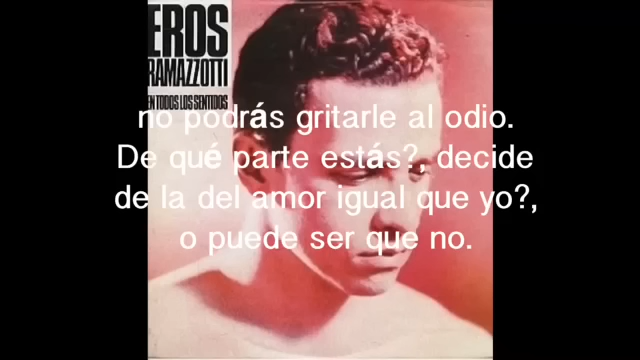 EROS
RAMAZZOTTI
EN TODOS LOS SENTIDOS
no podrás gritarle al odio.
De qué parte estás?, decide
de la del amor igual que yo?,
o puede ser que no.